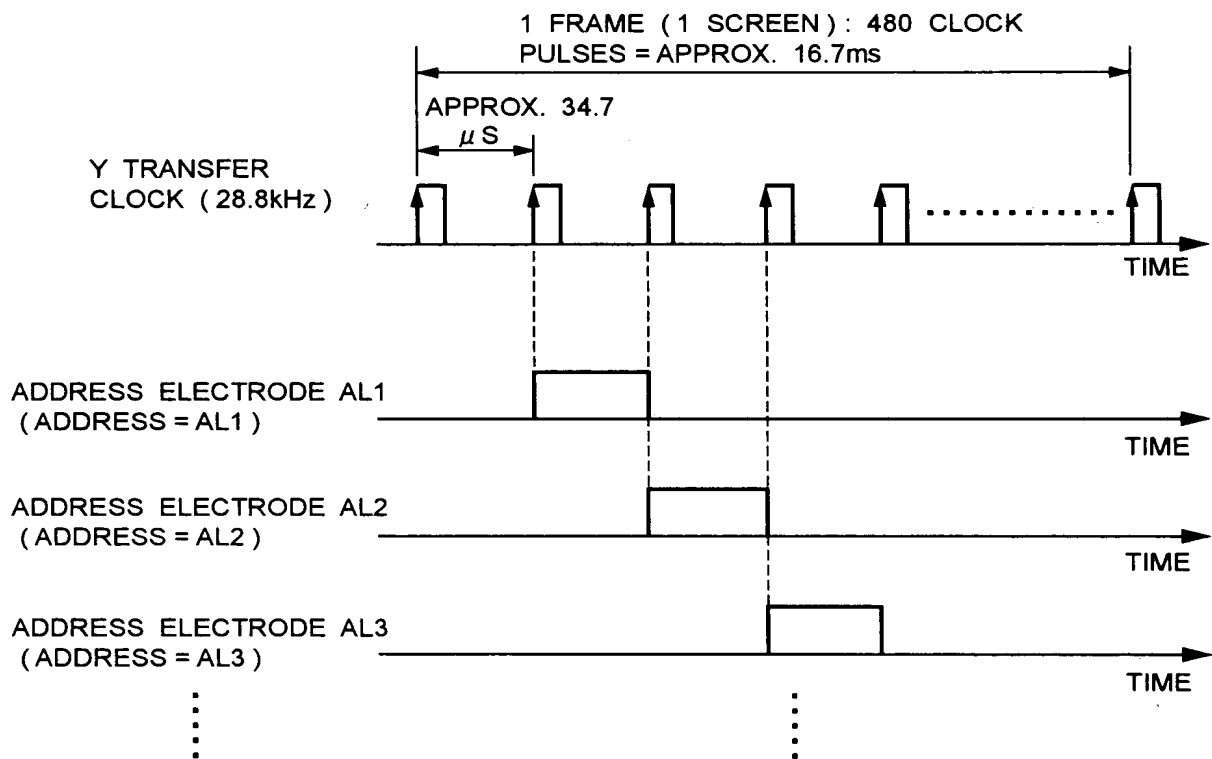 1 FRAME (1 SCREEN) : 480 CLOCK
PULSES = APPROX. 16.7ms
APPROX. 34.7
μS
Y TRANSFER
CLOCK (28.8kHz)
TIME
ADDRESS ELECTRODE AL1
(ADDRESS = AL1)
TIME
ADDRESS ELECTRODE AL2
(ADDRESS = AL2)
TIME
ADDRESS ELECTRODE AL3
(ADDRESS = AL3)
TIME